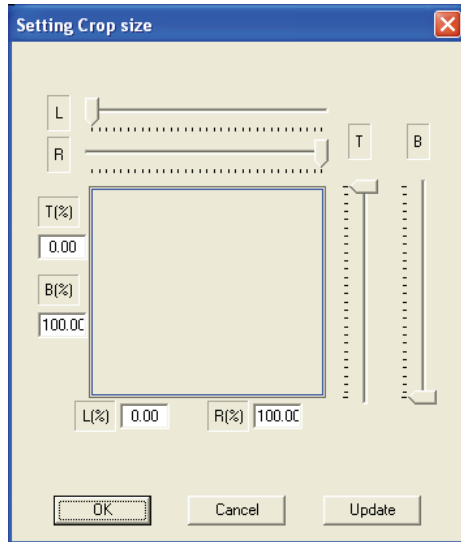 Setting Crop size
L
R
T B
T(%)
0.00
B(%)
100.00
L(%) 0.00 R(%) 100.00
OK Cancel Update